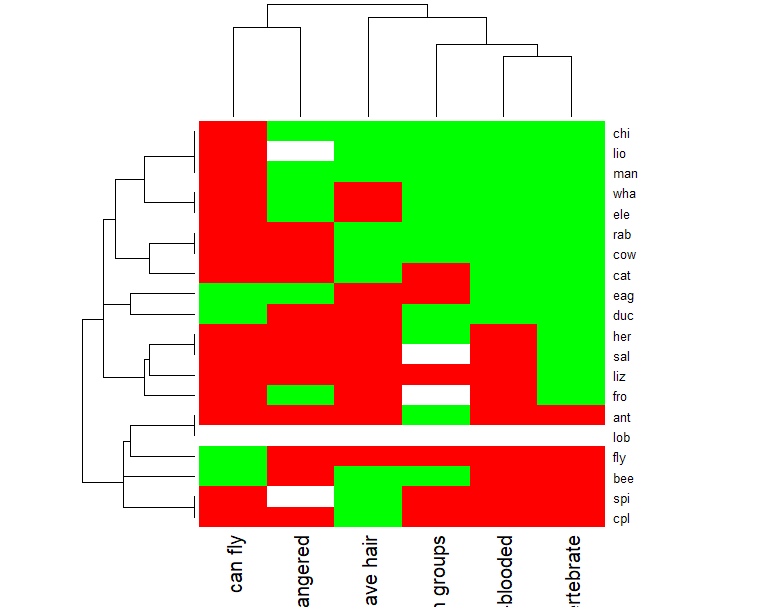 chi
lio
man
wha
ele
rab
cow
cat
eag
duc
her
sal
liz
fro
ant
lob
fly
bee
spi
cpl
can fly
angered
ave hair
n groups
-blooded
ertebrate